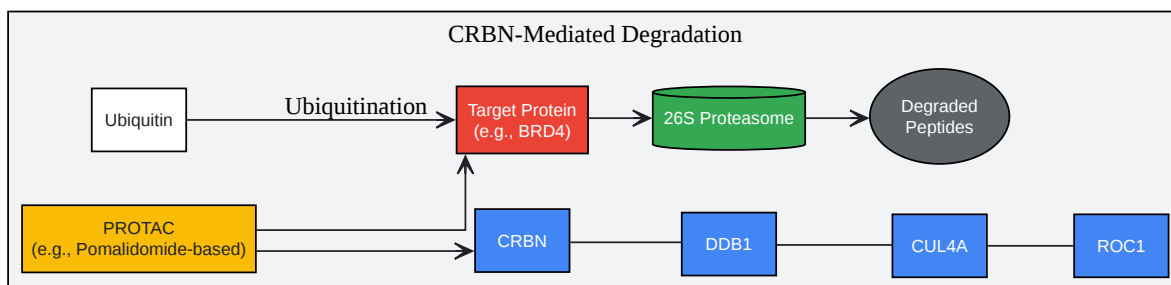 CRBN-Mediated Degradation
Ubiquitin
Ubiquitination
Target Protein
(e.g., BRD4)
26S Proteasome
Degraded
Peptides
PROTAC
(e.g., Pomalidomide-based)
CRBN
DDB1
CUL4A
ROC1